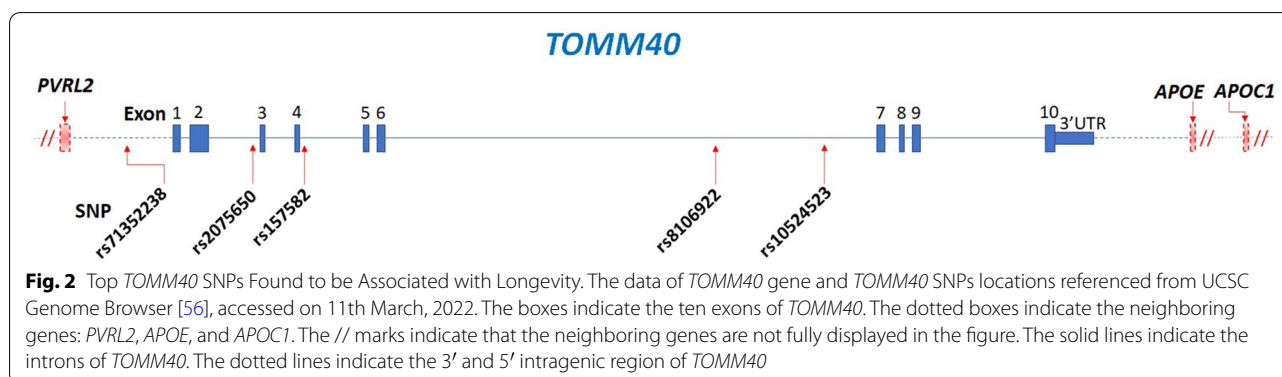 TOMM40
PVRL2
Exon 1 2 3 4 5 6 7 8 9 10 3'UTR
APOE APOC1
// // //
SNP
rs71352238
rs2075650
rs157582
rs8106922
rs10524523
Fig. 2 Top TOMM40 SNPs Found to be Associated with Longevity. The data of TOMM40 gene and TOMM40 SNPs locations referenced from UCSC
Genome Browser [56], accessed on 11th March, 2022. The boxes indicate the ten exons of TOMM40. The dotted boxes indicate the neighboring
genes: PVRL2, APOE, and APOC1. The // marks indicate that the neighboring genes are not fully displayed in the figure. The solid lines indicate the
introns of TOMM40. The dotted lines indicate the 3′ and 5′ intragenic region of TOMM40